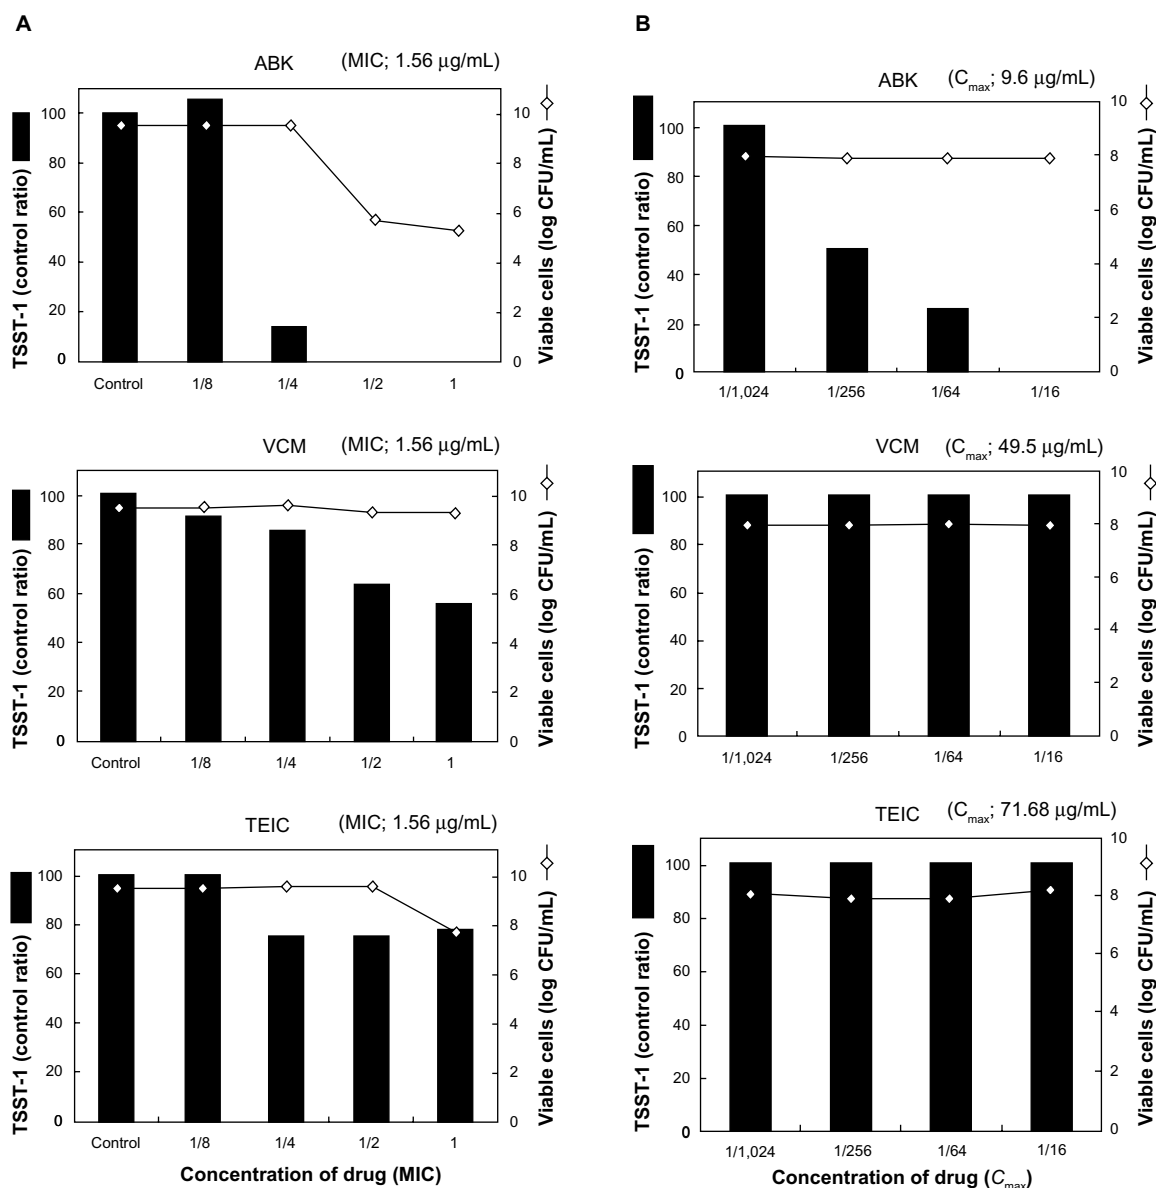 A
ABK (MIC; 1.56 µg/mL)
TSST-1 (control ratio)
100
80
60
40
20
0
Viable cells (log CFU/mL)
10
8
6
4
2
0
Control 1/8 1/4 1/2 1
VCM (MIC; 1.56 µg/mL)
TSST-1 (control ratio)
100
80
60
40
20
0
Viable cells (log CFU/mL)
10
8
6
4
2
0
Control 1/8 1/4 1/2 1
TEIC (MIC; 1.56 µg/mL)
TSST-1 (control ratio)
100
80
60
40
20
0
Viable cells (log CFU/mL)
10
8
6
4
2
0
Control 1/8 1/4 1/2 1
Concentration of drug (MIC)
B
ABK (Cmax; 9.6 µg/mL)
TSST-1 (control ratio)
100
80
60
40
20
0
Viable cells (log CFU/mL)
10
8
6
4
2
0
1/1,024 1/256 1/64 1/16
VCM (Cmax; 49.5 µg/mL)
TSST-1 (control ratio)
100
80
60
40
20
0
Viable cells (log CFU/mL)
10
8
6
4
2
0
1/1,024 1/256 1/64 1/16
TEIC (Cmax; 71.68 µg/mL)
TSST-1 (control ratio)
100
80
60
40
20
0
Viable cells (log CFU/mL)
10
8
6
4
2
0
1/1,024 1/256 1/64 1/16
Concentration of drug (Cmax)